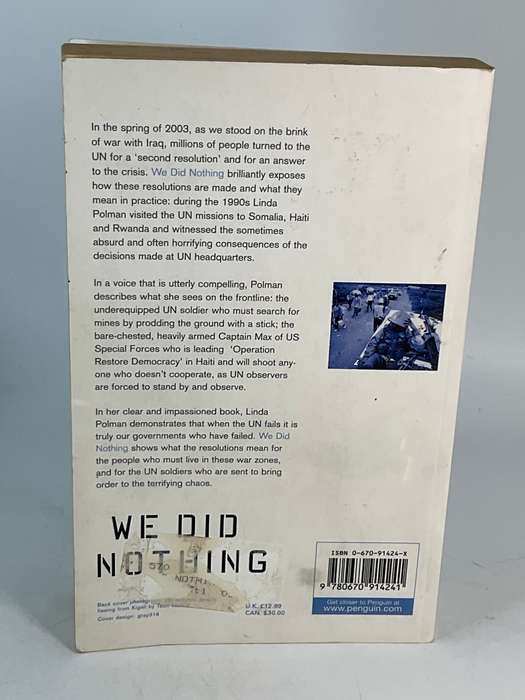 In the spring of 2003, as we stood on the brink
of war with Iraq, millions of people turned to the
UN for a 'second resolution' and for an answer
to the crisis. We Did Nothing brilliantly exposes
how these resolutions are made and what they
mean in practice: during the 1990s Linda
Polman visited the UN missions to Somalia, Haiti
and Rwanda and witnessed the sometimes
absurd and often horrifying consequences of the
decisions made at UN headquarters.
In a voice that is utterly compelling, Polman
describes what she sees on the frontline: the
underequipped UN soldier who must search for
mines by prodding the ground with a stick; the
bare-chested, heavily armed Captain Max of US
Special Forces who is leading 'Operation
Restore Democracy' in Haiti and will shoot any-
one who doesn't cooperate, as UN observers
are forced to stand by and observe.
In her clear and impassioned book, Linda
Polman demonstrates that when the UN fails it is
truly our governments who have failed. We Did
Nothing shows what the resolutions mean for
the people who must live in these war zones,
and for the UN soldiers who are sent to bring
order to the terrifying chaos.
WE DID
NOTHING
570
Back cover photograph
fleeing from Kigali by
Cover design: gray318
U.K. £12.99
CAN. $30.00
ISBN 0-670-91424-X
9 780670 914241
Get closer to Penguin at
www.penguin.com